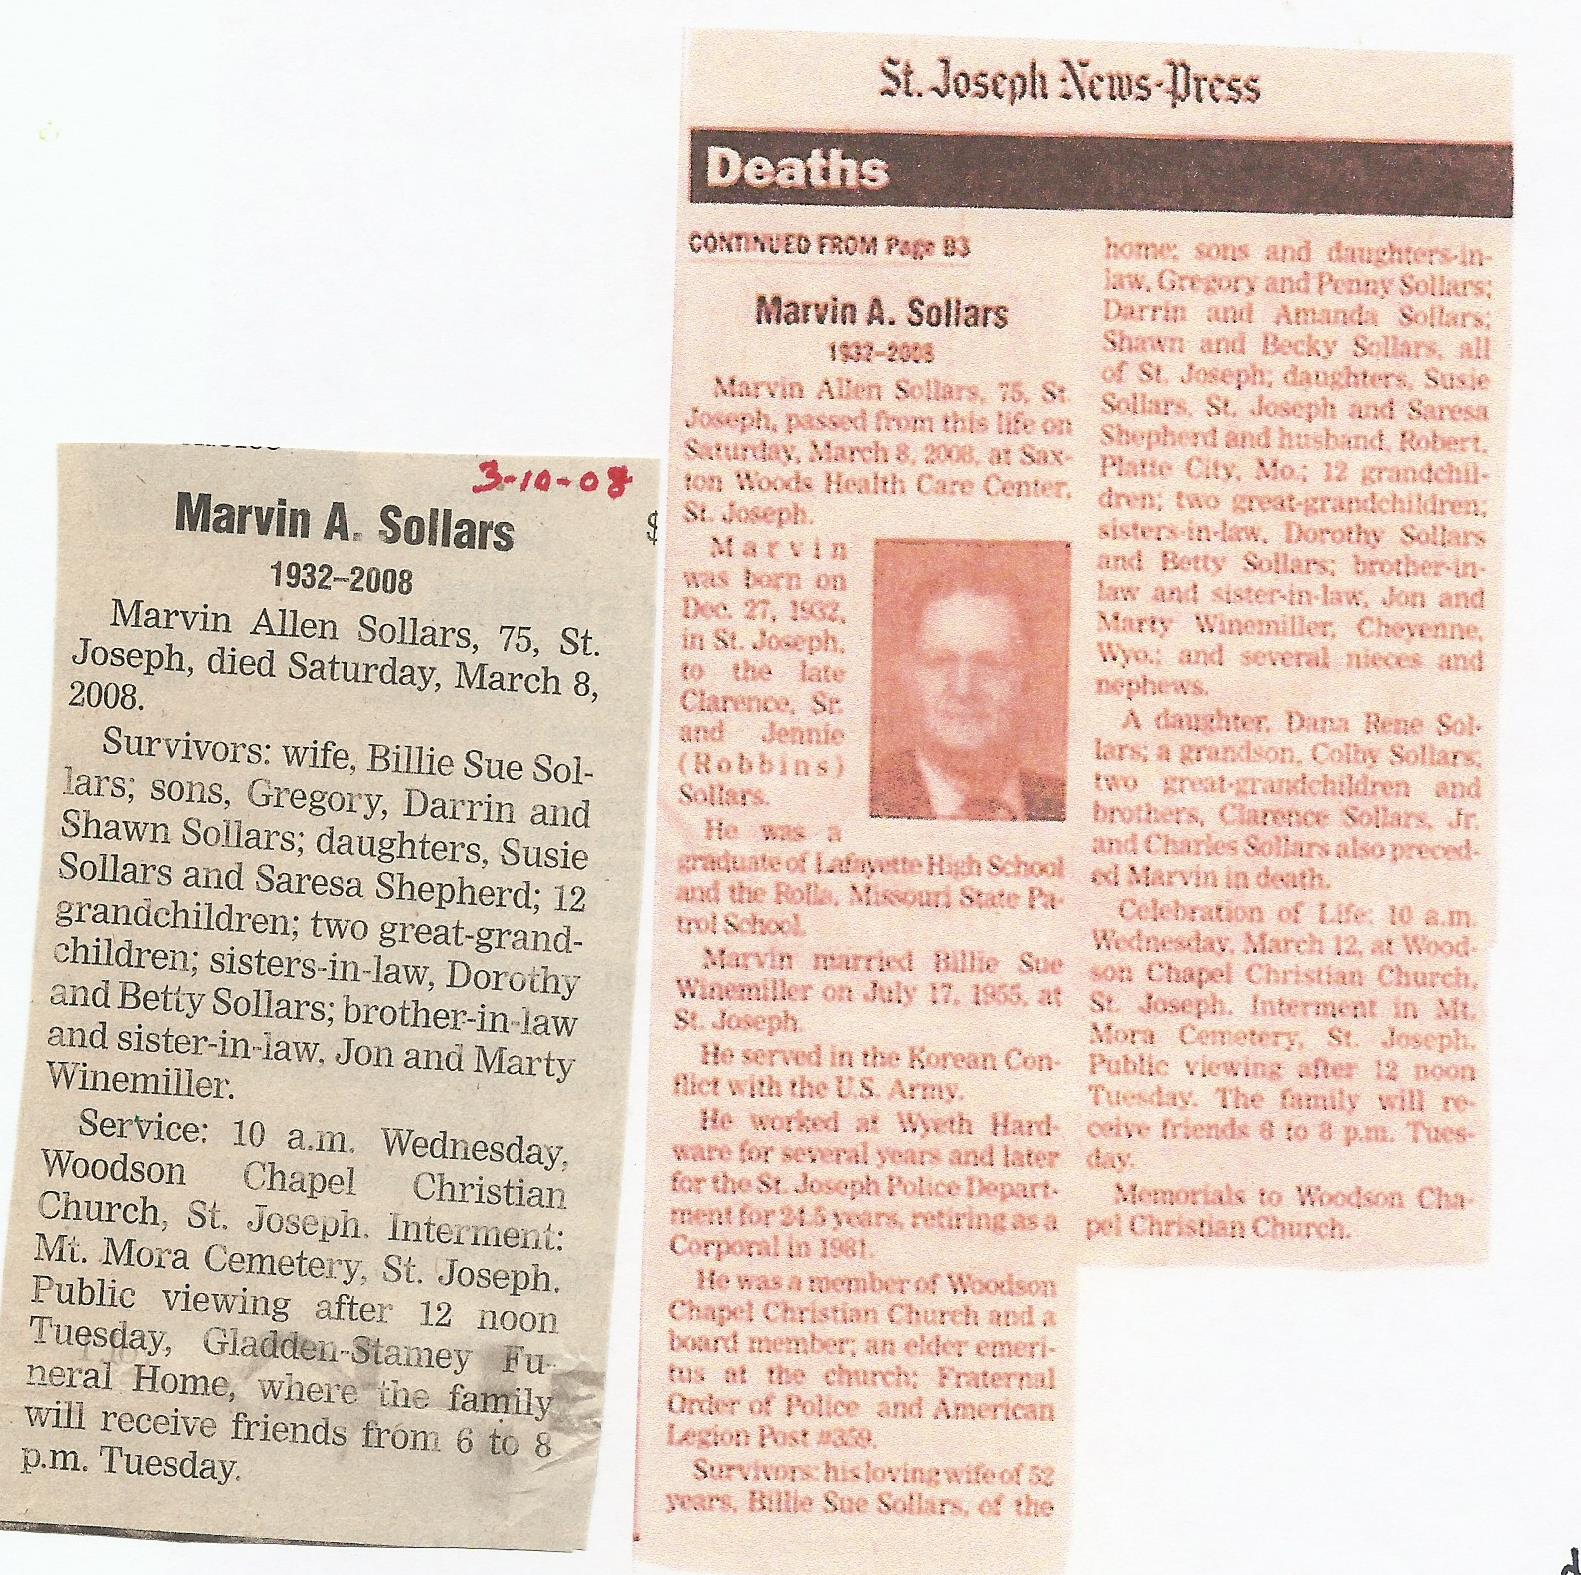 3-10-08
Marvin A. Sollars
1932–2008
Marvin Allen Sollars, 75, St.
Joseph, died Saturday, March 8,
2008.
Survivors: wife, Billie Sue Sol-
lars; sons, Gregory, Darrin and
Shawn Sollars; daughters, Susie
Sollars and Saresa Shepherd; 12
grandchildren; two great-grand-
children; sisters-in-law, Dorothy
and Betty Sollars; brother-in-law
and sister-in-law, Jon and Marty
Winemiller.
Service: 10 a.m. Wednesday,
Woodson Chapel Christian
Church, St. Joseph. Interment:
Mt. Mora Cemetery, St. Joseph.
Public viewing after 12 noon
Tuesday, Gladden-Stamey Fu-
neral Home, where the family
will receive friends from 6 to 8
p.m. Tuesday.
$
St. Joseph News-Press
Deaths
CONTINUED FROM Page B3
Marvin A. Sollars
1932–2008
Marvin Allen Sollars, 75, St.
Joseph, passed from this life on
Saturday, March 8, 2008, at Sax-
ton Woods Health Care Center,
St. Joseph.
Marvin
was born on
Dec. 27, 1932,
in St. Joseph,
to the late
Clarence, Sr.
and Jennie
(Robbins)
Sollars.
He was a
graduate of Lafayette High School
and the Rolla, Missouri State Pa-
trol School.
Marvin married Billie Sue
Winemiller on July 17, 1955, at
St. Joseph.
He served in the Korean Con-
flict with the U.S. Army.
He worked at Wyeth Hard-
ware for several years and later
for the St. Joseph Police Depart-
ment for 24.5 years, retiring as a
Corporal in 1981.
He was a member of Woodson
Chapel Christian Church and a
board member; an elder emeri-
tus at the church; Fraternal
Order of Police and American
Legion Post #359.
Survivors: his loving wife of 52
years, Billie Sue Sollars, of the
home; sons and daughters-in-
law, Gregory and Penny Sollars;
Darrin and Amanda Sollars;
Shawn and Becky Sollars, all
of St. Joseph; daughters, Susie
Sollars, St. Joseph and Saresa
Shepherd and husband, Robert,
Platte City, Mo.; 12 grandchil-
dren; two great-grandchildren;
sisters-in-law, Dorothy Sollars
and Betty Sollars; brother-in-
law and sister-in-law, Jon and
Marty Winemiller, Cheyenne,
Wyo.; and several nieces and
nephews.
A daughter, Dana Rene Sol-
lars; a grandson, Colby Sollars;
two great-grandchildren and
brothers, Clarence Sollars, Jr.
and Charles Sollars also preced-
ed Marvin in death.
Celebration of Life: 10 a.m.
Wednesday, March 12, at Wood-
son Chapel Christian Church,
St. Joseph. Interment in Mt.
Mora Cemetery, St. Joseph.
Public viewing after 12 noon
Tuesday. The family will re-
ceive friends 6 to 8 p.m. Tues-
day.
Memorials to Woodson Cha-
pel Christian Church.